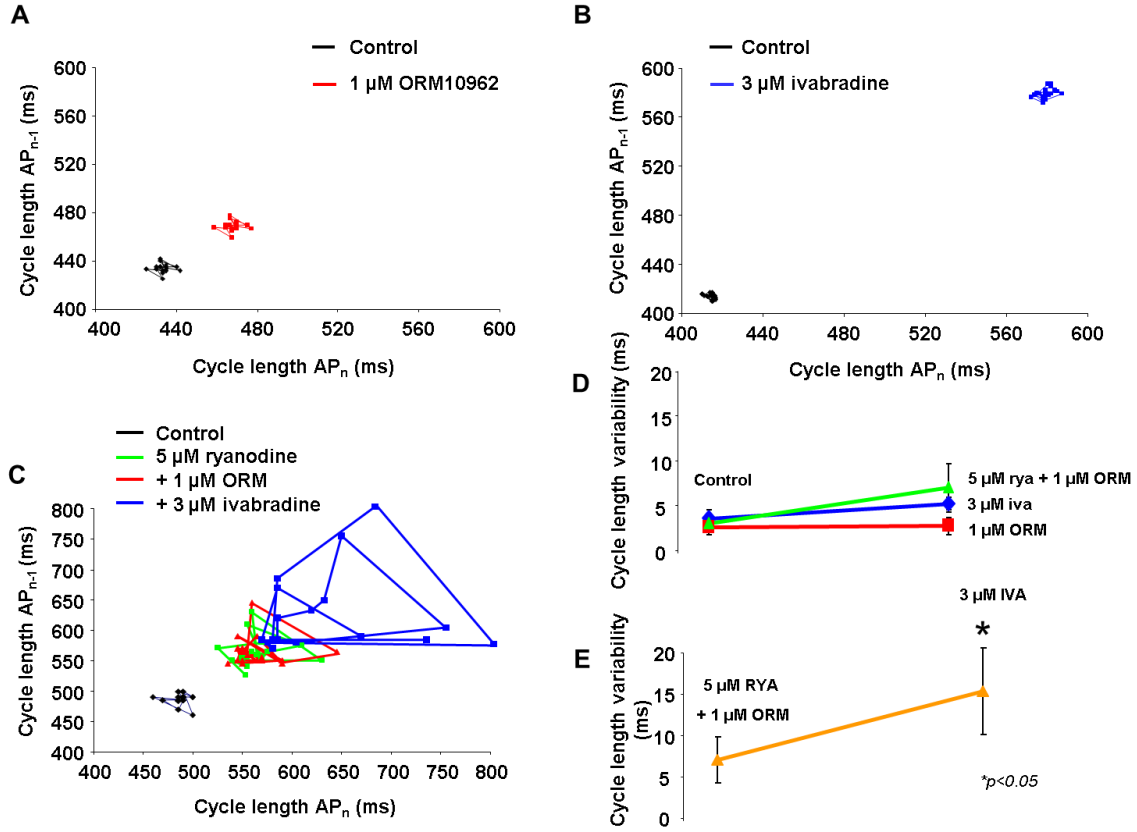 A
Control
1 µM ORM10962
Cycle length AP_{n-1} (ms)
600
560
520
480
440
400
400 440 480 520 560 600
Cycle length AP_n (ms)
B
Control
3 µM ivabradine
Cycle length AP_{n-1} (ms)
600
560
520
480
440
400
400 440 480 520 560 600
Cycle length AP_n (ms)
C
Control
5 µM ryanodine
+ 1 µM ORM
+ 3 µM ivabradine
Cycle length AP_{n-1} (ms)
800
750
700
650
600
550
500
450
400
400 450 500 550 600 650 700 750 800
Cycle length AP_n (ms)
D
Cycle length variability (ms)
20
15
10
5
0
Control
5 µM rya + 1 µM ORM
3 µM iva
1 µM ORM
E
Cycle length variability
(ms)
20
15
10
5
0
5 µM RYA
+ 1 µM ORM
3 µM IVA
*
*p<0.05